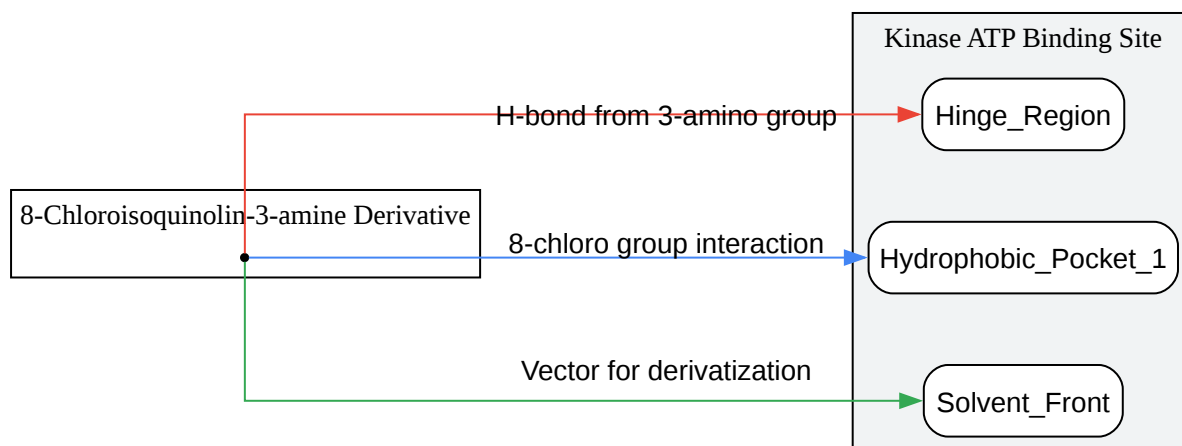 Kinase ATP Binding Site
H-bond from 3-amino group
Hinge_Region
8-Chloroisoquinolin-3-amine Derivative
8-chloro group interaction
Hydrophobic_Pocket_1
Vector for derivatization
Solvent_Front